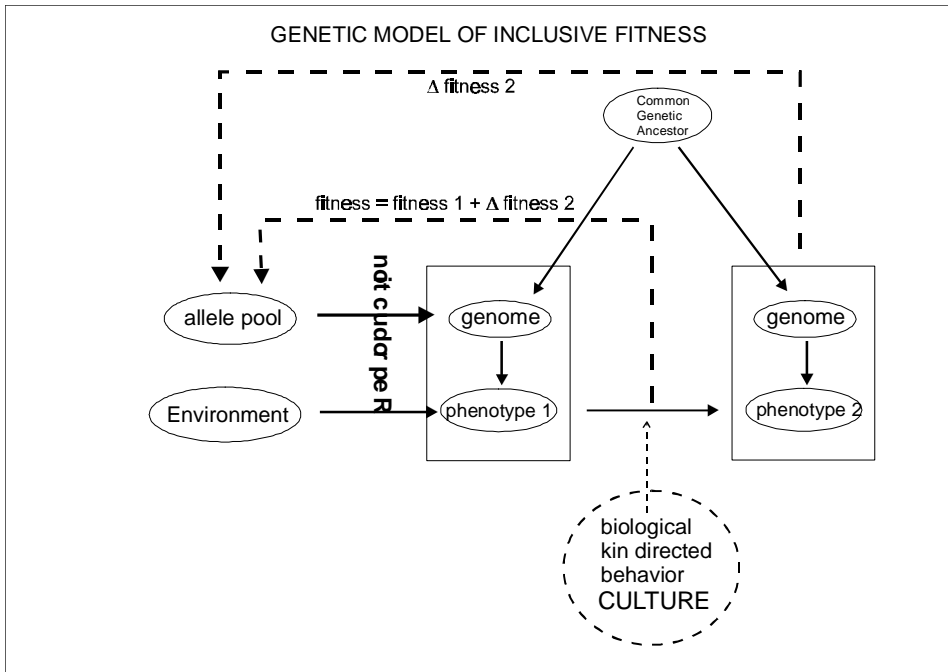 GENETIC MODEL OF INCLUSIVE FITNESS
Δ fitness 2
Common
Genetic
Ancestor
fitness = fitness 1 + Δ fitness 2
noitcudorpeR
allele pool
genome
genome
Environment
phenotype 1
phenotype 2
biological
kin directed
behavior
CULTURE